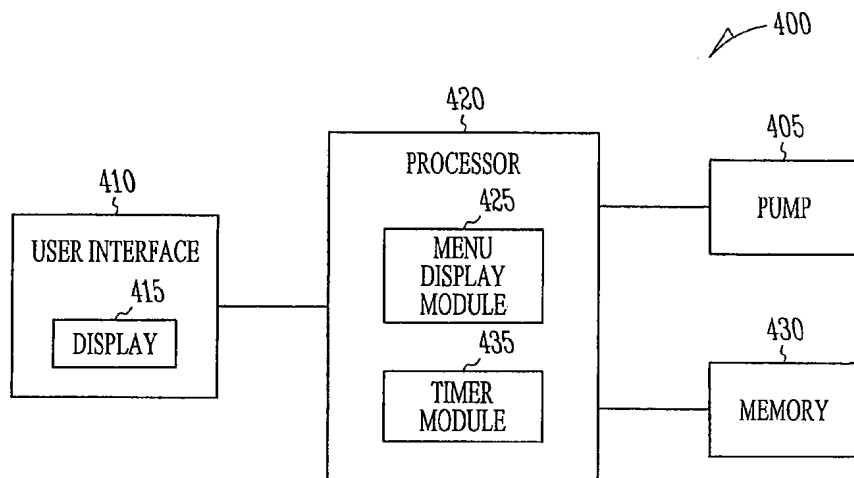 400
420
PROCESSOR
405
PUMP
410
USER INTERFACE
425
MENU
DISPLAY
MODULE
415
DISPLAY
435
TIMER
MODULE
430
MEMORY